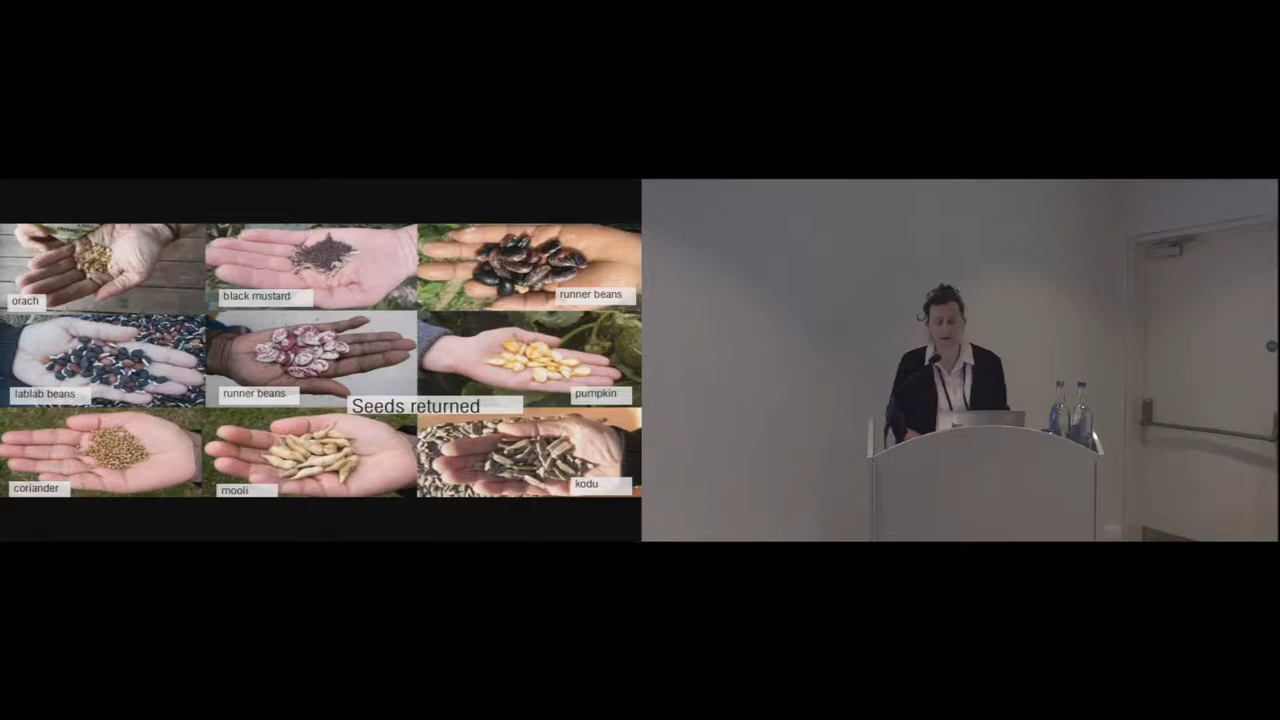 orach
black mustard
runner beans
lablab beans
runner beans
pumpkin
Seeds returned
coriander
mooli
kodu